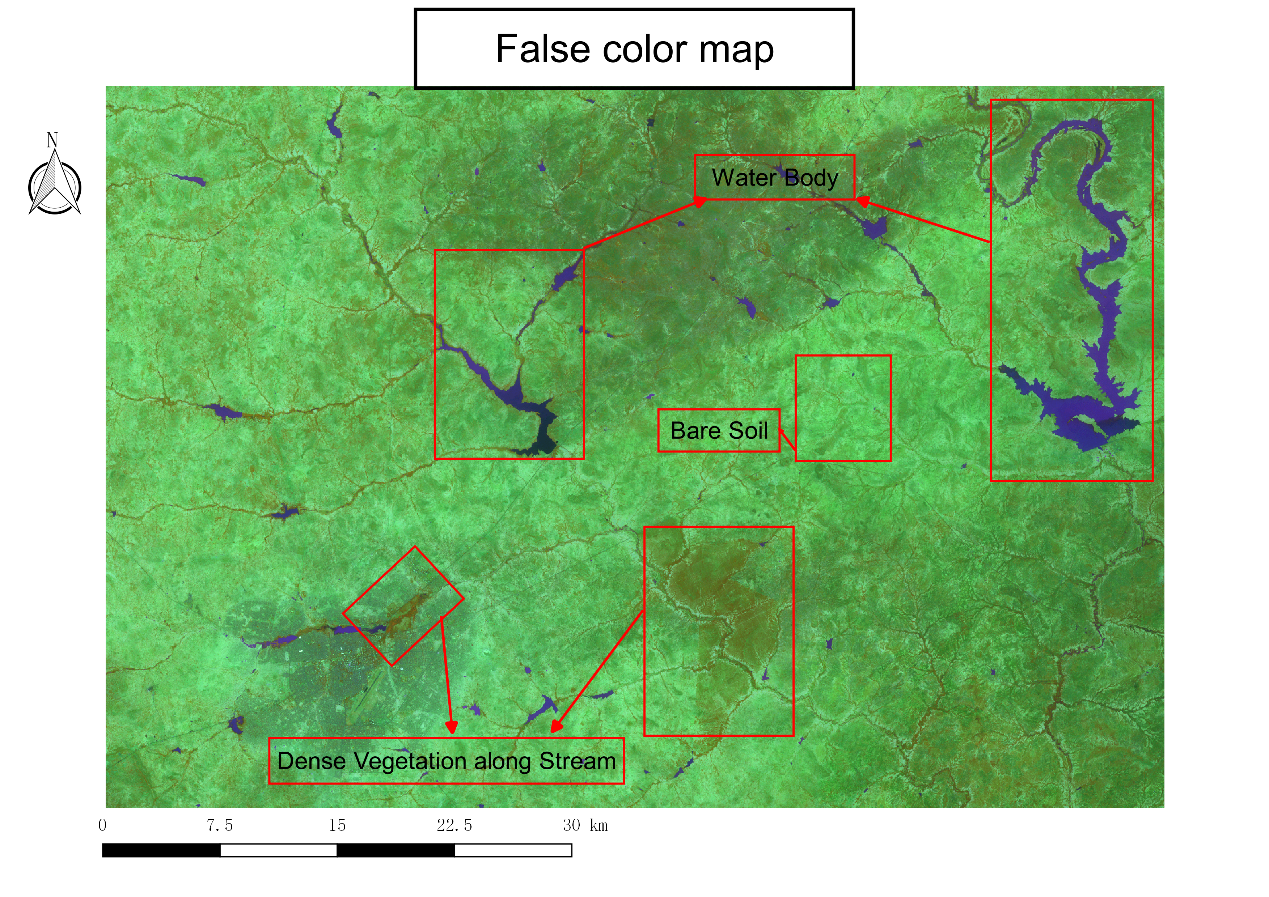 False color map
N
Water Body
Bare Soil
Dense Vegetation along Stream
0 7.5 15 22.5 30 km